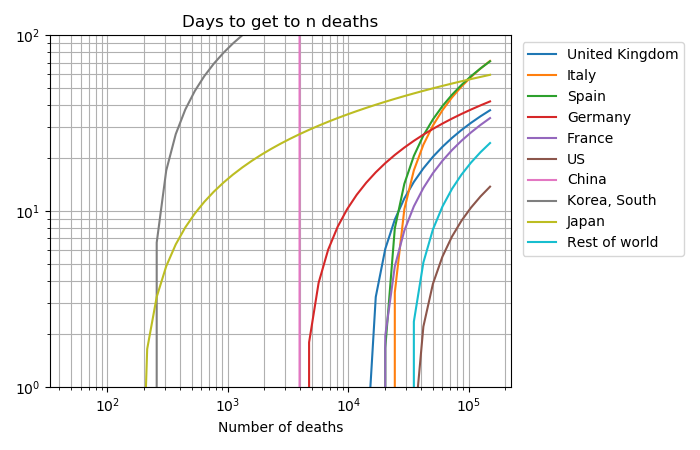 Days to get to n deaths
10²
10¹
10⁰
10²
10³
10⁴
10⁵
Number of deaths
United Kingdom
Italy
Spain
Germany
France
US
China
Korea, South
Japan
Rest of world